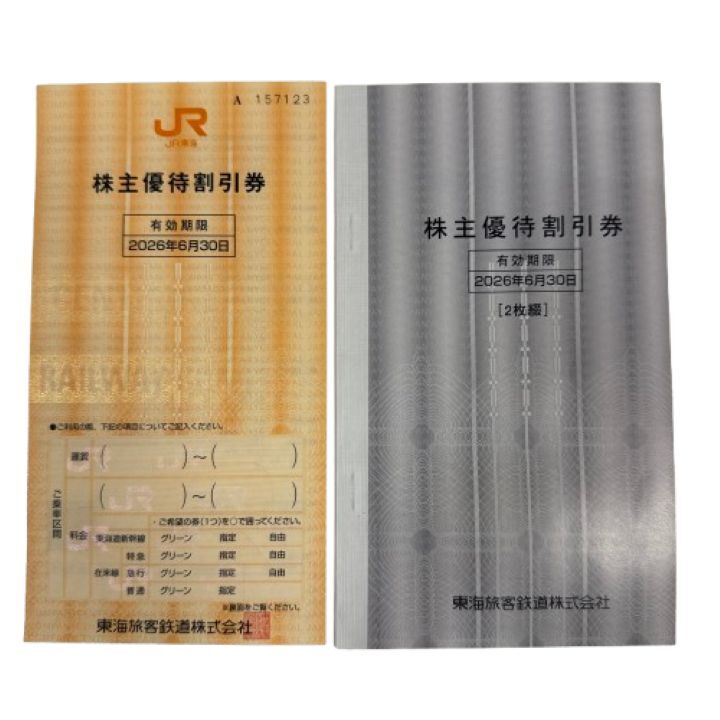 A 157123
JR
JR東海
株主優待割引券
有効期限
2026年6月30日
RAILWAY
●ご利用の際、下記の項目についてご記入ください。
ご乗車区間
運賃 ( )～( )
料金 ( )～( )
・ご希望の券(1つ)を○で囲ってください。
東海道新幹線 グリーン 指定 自由
在来線
特急 グリーン 指定 自由
急行 グリーン 指定 自由
普通 グリーン 指定
※裏面をご覧ください。
東海旅客鉄道株式会社
株主優待割引券
有効期限
2026年6月30日
[2枚綴]
東海旅客鉄道株式会社